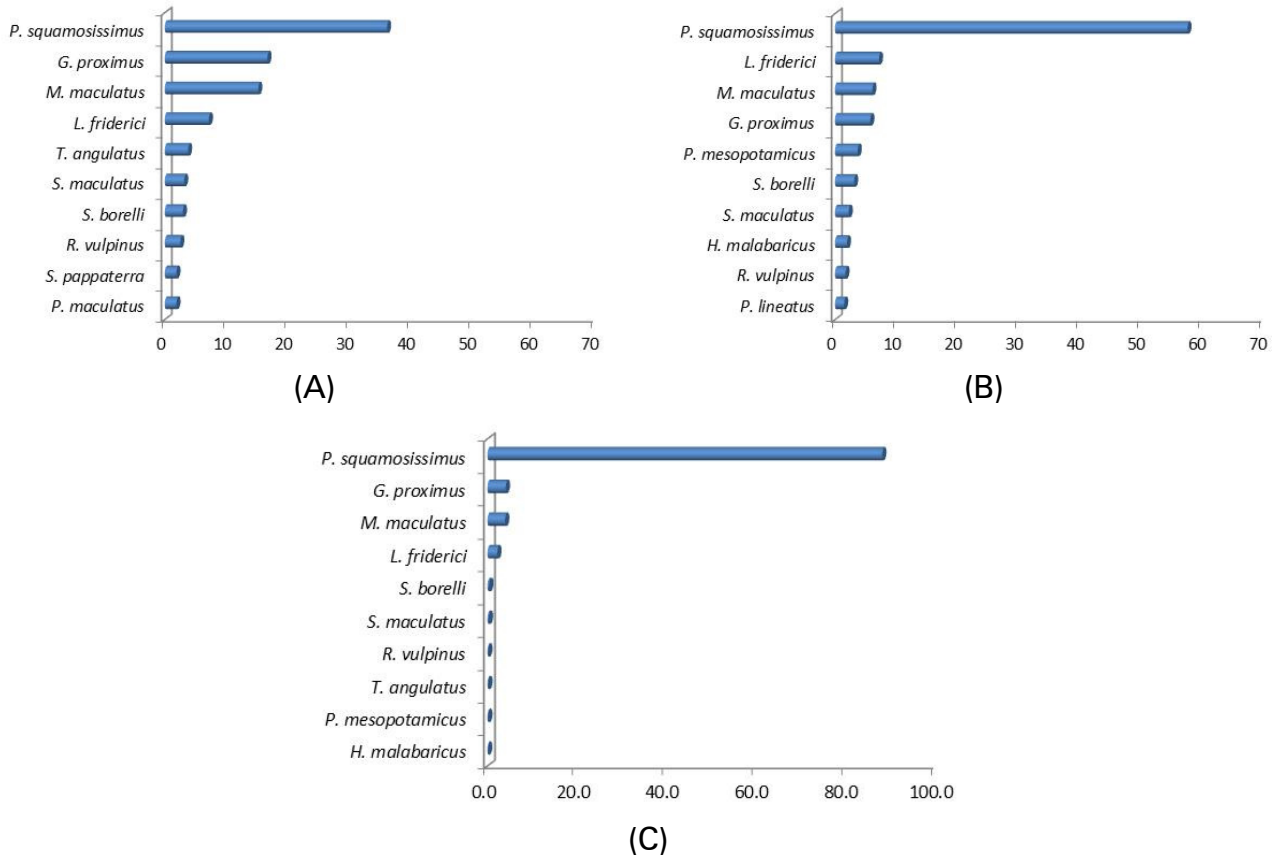 P. squamosissimus
G. proximus
M. maculatus
L. friderici
T. angulatus
S. maculatus
S. borelli
R. vulpinus
S. pappaterra
P. maculatus
0 10 20 30 40 50 60 70
(A)
P. squamosissimus
L. friderici
M. maculatus
G. proximus
P. mesopotamicus
S. borelli
S. maculatus
H. malabaricus
R. vulpinus
P. lineatus
0 10 20 30 40 50 60 70
(B)
P. squamosissimus
G. proximus
M. maculatus
L. friderici
S. borelli
S. maculatus
R. vulpinus
T. angulatus
P. mesopotamicus
H. malabaricus
0.0 20.0 40.0 60.0 80.0 100.0
(C)